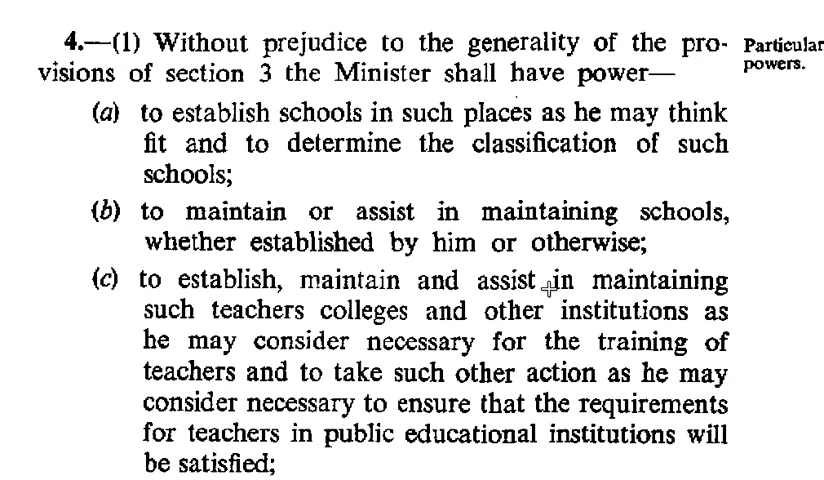 4.—(1) Without prejudice to the generality of the pro-
visions of section 3 the Minister shall have power—
Particular
powers.
(a) to establish schools in such places as he may think
fit and to determine the classification of such
schools;
(b) to maintain or assist in maintaining schools,
whether established by him or otherwise;
(c) to establish, maintain and assist in maintaining
such teachers colleges and other institutions as
he may consider necessary for the training of
teachers and to take such other action as he may
consider necessary to ensure that the requirements
for teachers in public educational institutions will
be satisfied;